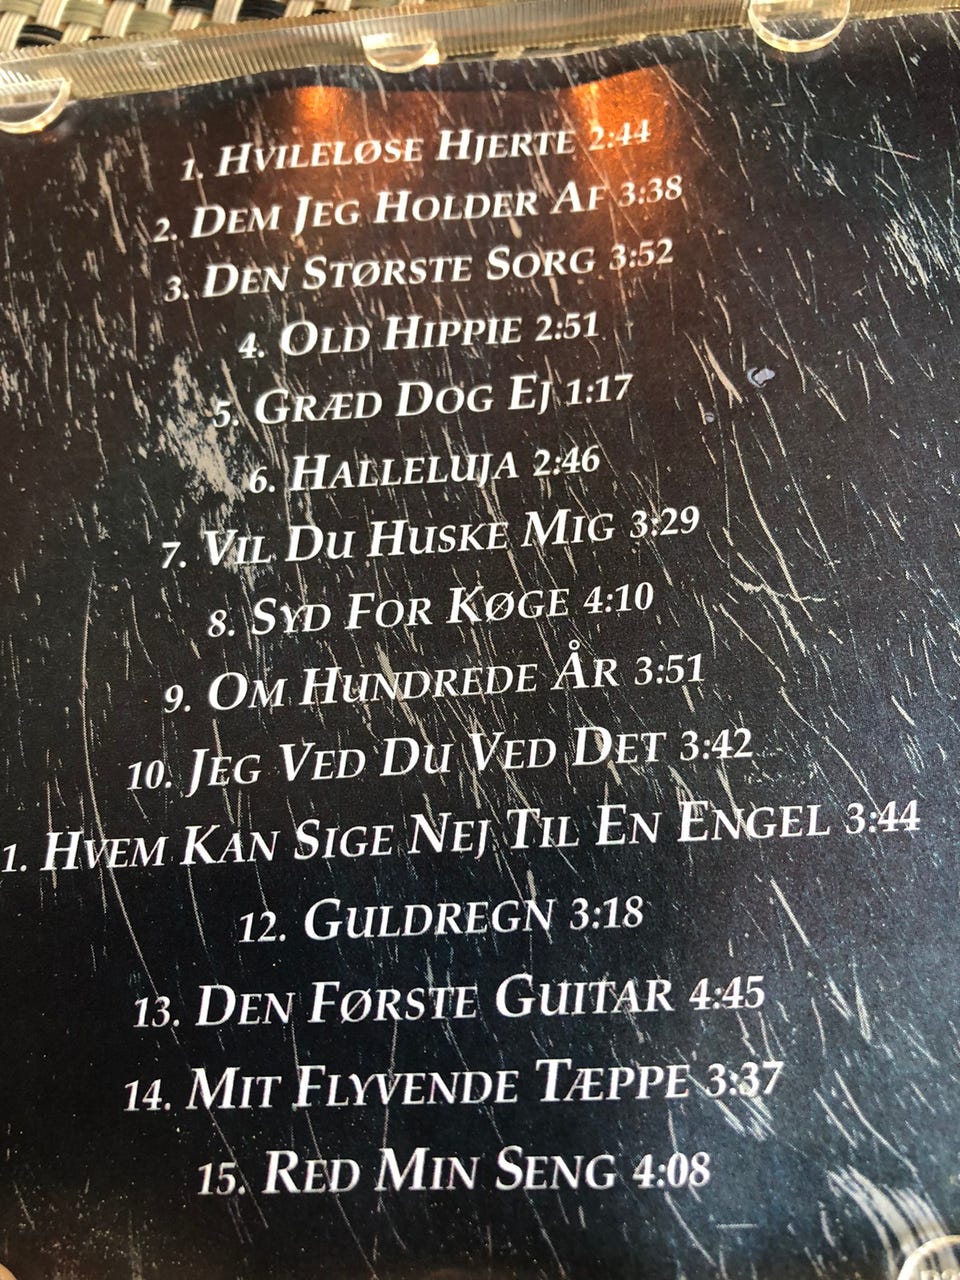 1. Hvileløse Hjerte 2:44
2. Dem Jeg Holder Af 3:38
3. Den Største Sorg 3:52
4. Old Hippie 2:51
5. Græd Dog Ej 1:17
6. Halleluja 2:46
7. Vil Du Huske Mig 3:29
8. Syd For Køge 4:10
9. Om Hundrede År 3:51
10. Jeg Ved Du Ved Det 3:42
1. Hvem Kan Sige Nej Til En Engel 3:44
12. Guldregn 3:18
13. Den Første Guitar 4:45
14. Mit Flyvende Tæppe 3:37
15. Red Min Seng 4:08